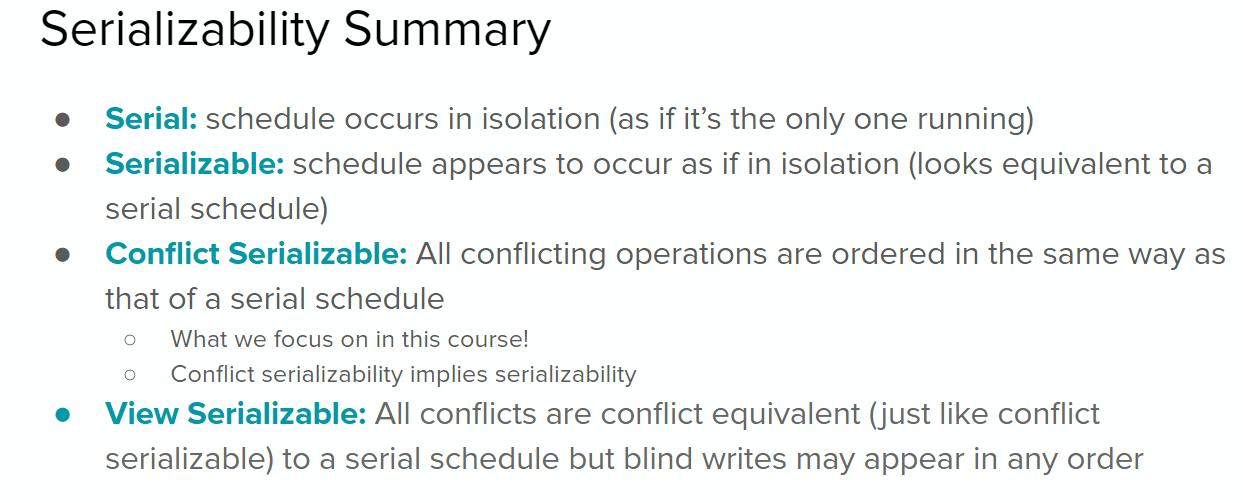 Serializability Summary
● Serial: schedule occurs in isolation (as if it’s the only one running)
● Serializable: schedule appears to occur as if in isolation (looks equivalent to a
serial schedule)
● Conflict Serializable: All conflicting operations are ordered in the same way as
that of a serial schedule
○ What we focus on in this course!
○ Conflict serializability implies serializability
● View Serializable: All conflicts are conflict equivalent (just like conflict
serializable) to a serial schedule but blind writes may appear in any order